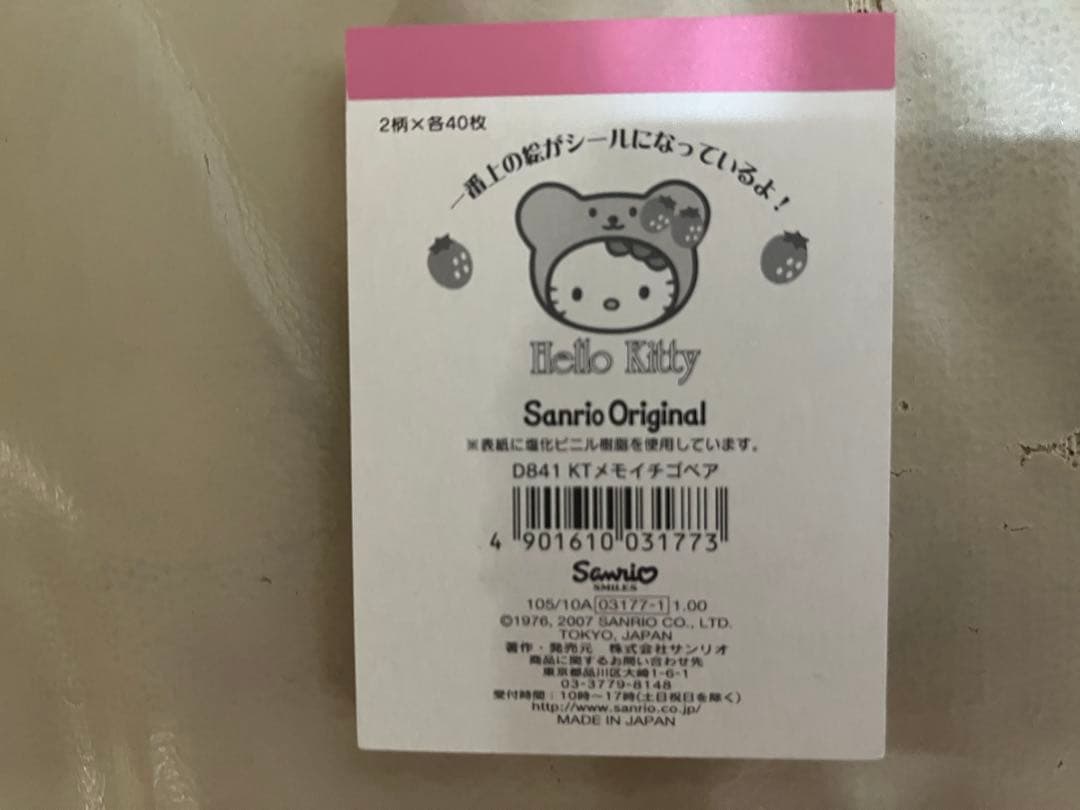 2柄×各40枚
一番上の絵がシールになっているよ!
Hello Kitty
Sanrio Original
※表紙に塩化ビニル樹脂を使用しています。
D841 KTメモイチゴベア
4 901610 031773
Sanrio
SMILES
105/10A 03177-1 1.00
©1976, 2007 SANRIO CO., LTD.
TOKYO, JAPAN
著作・発売元 株式会社サンリオ
商品に関するお問い合わせ先
東京都品川区大崎1-6-1
03-3779-8148
受付時間:10時~17時(土日祝日を除く)
http://www.sanrio.co.jp/
MADE IN JAPAN